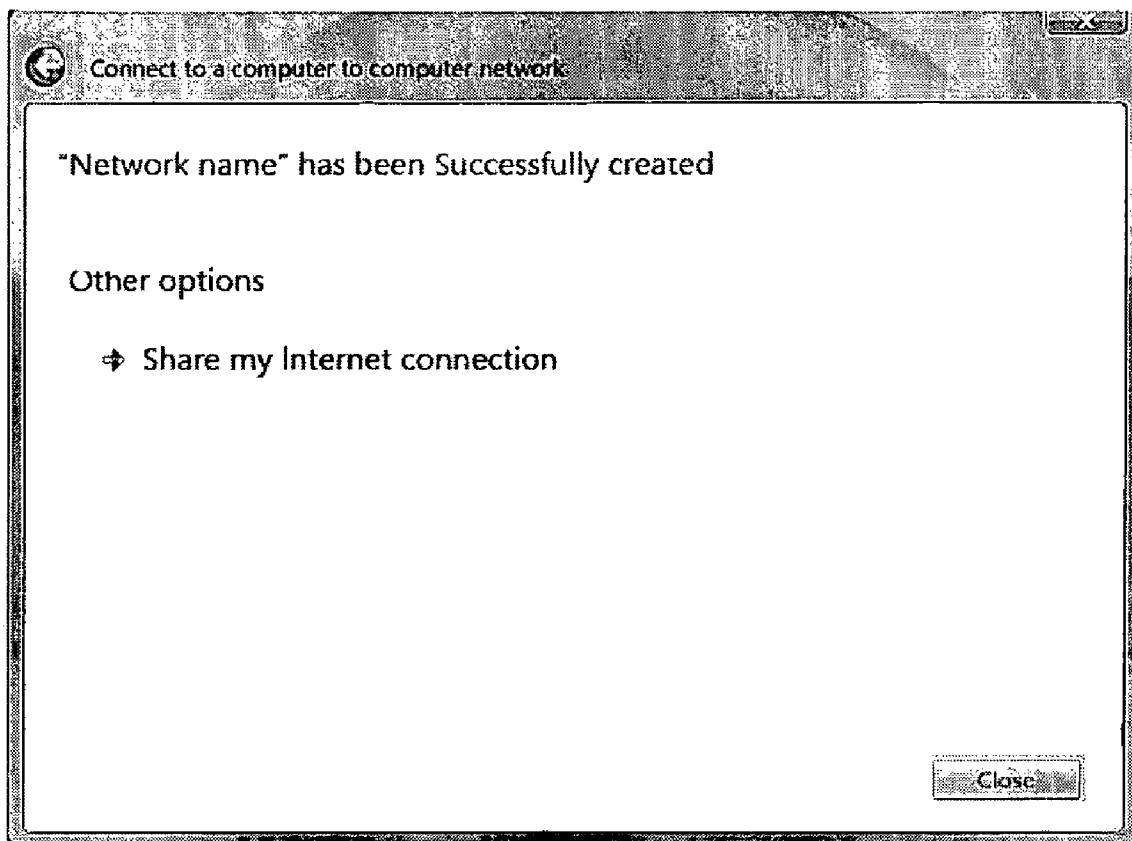 Connect to a computer to computer network
"Network name" has been Successfully created
Other options
Share my Internet connection
Close